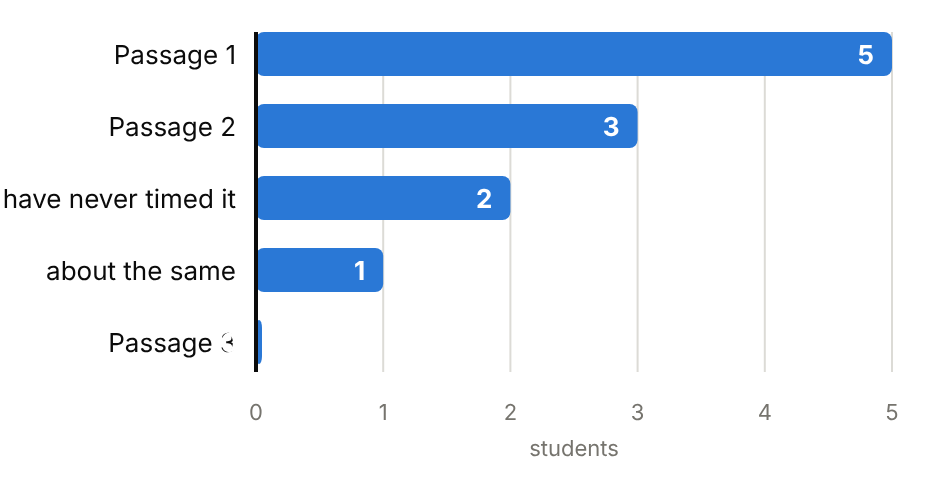 Passage 1
5
Passage 2
3
have never timed it
2
about the same
1
Passage 3
0 1 2 3 4 5
students